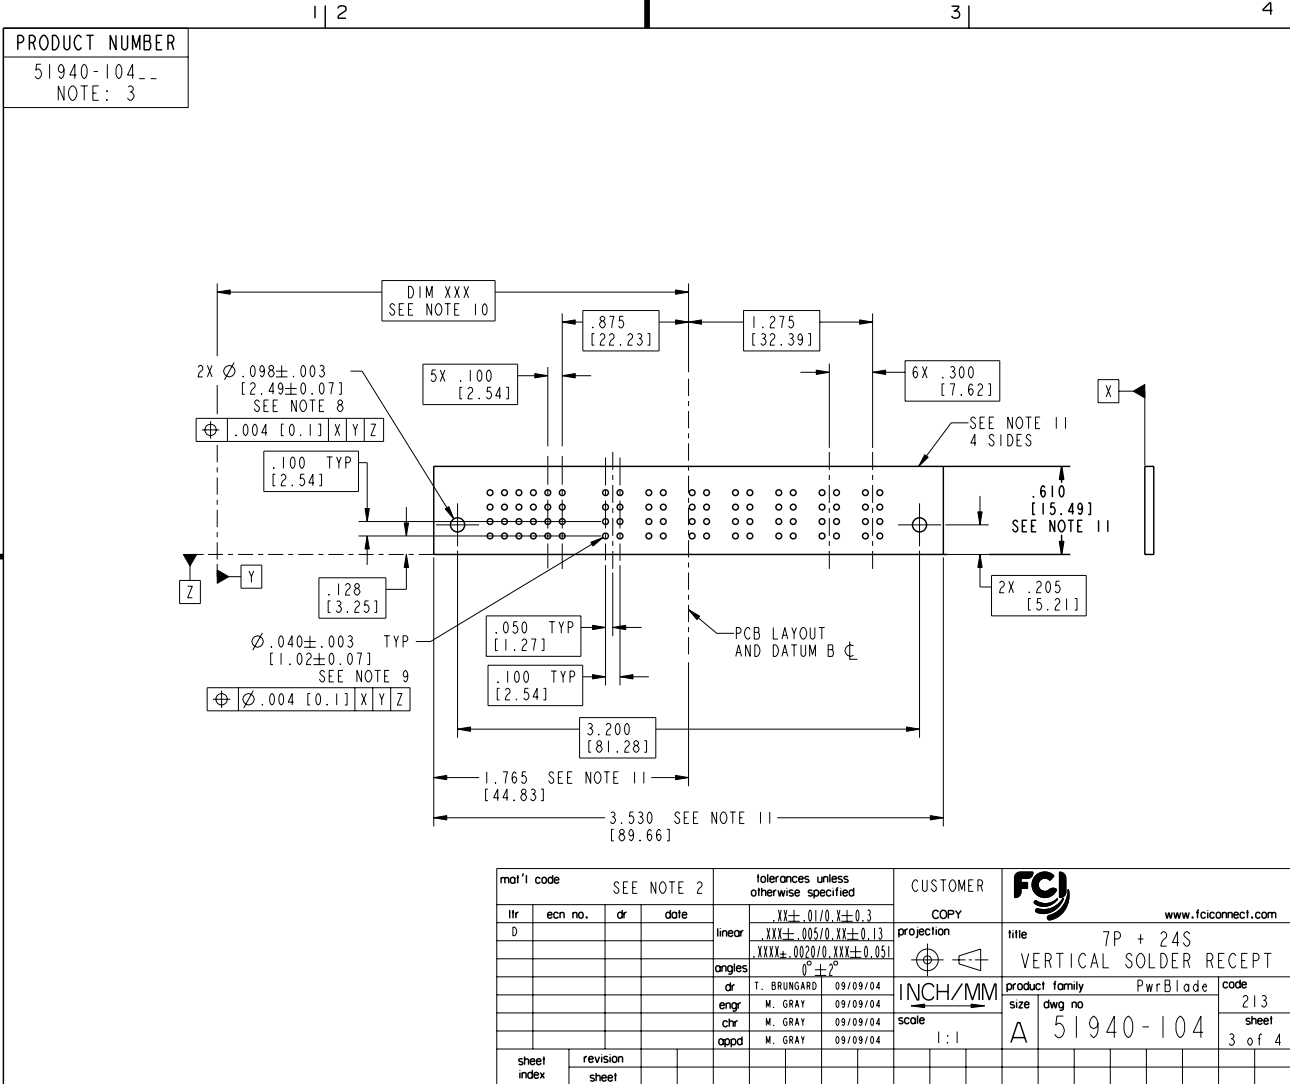 1 2 3 4
PRODUCT NUMBER
51940-104__
NOTE: 3
DIM XXX
SEE NOTE 10
.875
[22.23]
1.275
[32.39]
2X Ø.098±.003
[2.49±0.07]
SEE NOTE 8
⌖ .004 [0.1] X Y Z
5X .100
[2.54]
6X .300
[7.62]
X
SEE NOTE 11
4 SIDES
.100 TYP
[2.54]
.610
[15.49]
SEE NOTE 11
Z
Y
.128
[3.25]
2X .205
[5.21]
Ø.040±.003 TYP
[1.02±0.07]
SEE NOTE 9
⌖ Ø.004 [0.1] X Y Z
.050 TYP
[1.27]
PCB LAYOUT
AND DATUM B ℄
.100 TYP
[2.54]
3.200
[81.28]
1.765 SEE NOTE 11
[44.83]
3.530 SEE NOTE 11
[89.66]
mat'l code SEE NOTE 2
tolerances unless
otherwise specified
CUSTOMER
COPY
FCI
www.fciconnect.com
ltr ecn no. dr date
D
linear
.XX±.01/0.X±0.3
.XXX±.005/0.XX±0.13
.XXXX±.0020/0.XXX±0.051
angles 0°±2°
projection
title
7P + 24S
VERTICAL SOLDER RECEPT
dr T. BRUNGARD 09/09/04
engr M. GRAY 09/09/04
chr M. GRAY 09/09/04
appd M. GRAY 09/09/04
INCH/MM
scale
1:1
product family PwrBlade
code
213
size
A
dwg no
51940-104
sheet
3 of 4
sheet
index
revision
sheet